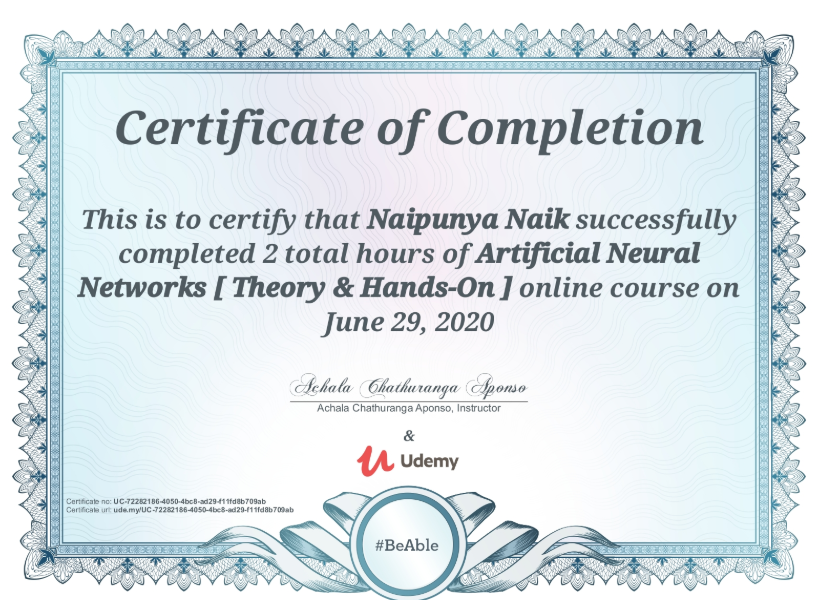 Certificate of Completion
This is to certify that Naipunya Naik successfully
completed 2 total hours of Artificial Neural
Networks [ Theory & Hands-On ] online course on
June 29, 2020
Achala Chathuranga Aponso
Achala Chathuranga Aponso, Instructor
&
Udemy
Certificate no: UC-72282186-4050-4bc8-ad29-f11fd8b709ab
Certificate url: ude.my/UC-72282186-4050-4bc8-ad29-f11fd8b709ab
#BeAble